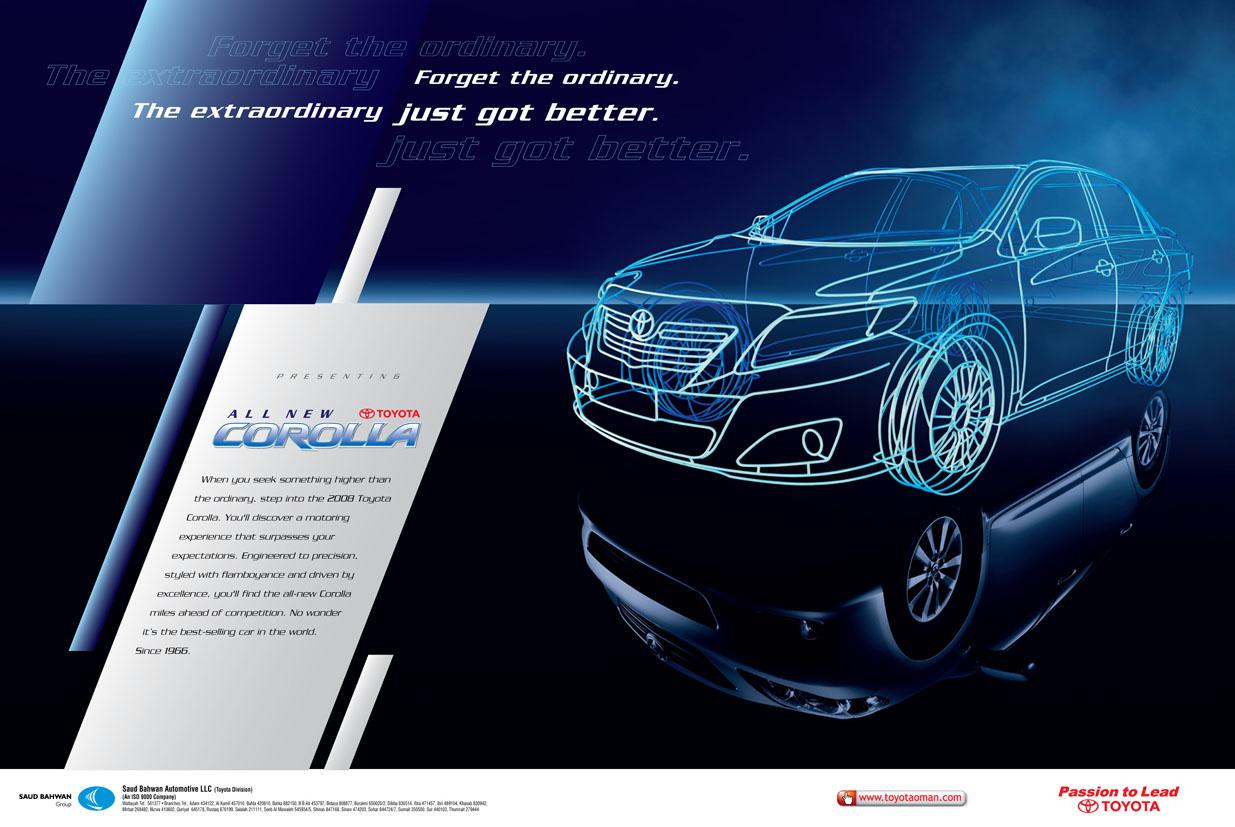 Forget the ordinary.
The extraordinary
Forget the ordinary.
The extraordinary just got better.
just got better.
PRESENTING
ALL NEW TOYOTA
COROLLA
When you seek something higher than
the ordinary, step into the 2008 Toyota
Corolla. You'll discover a motoring
experience that surpasses your
expectations. Engineered to precision,
styled with flamboyance and driven by
excellence, you'll find the all-new Corolla
miles ahead of competition. No wonder
it's the best-selling car in the world.
Since 1966.
SAUD BAHWAN
Group
Saud Bahwan Automotive LLC (Toyota Division)
(An ISO 9000 Company)
www.toyotaoman.com
Passion to Lead
TOYOTA